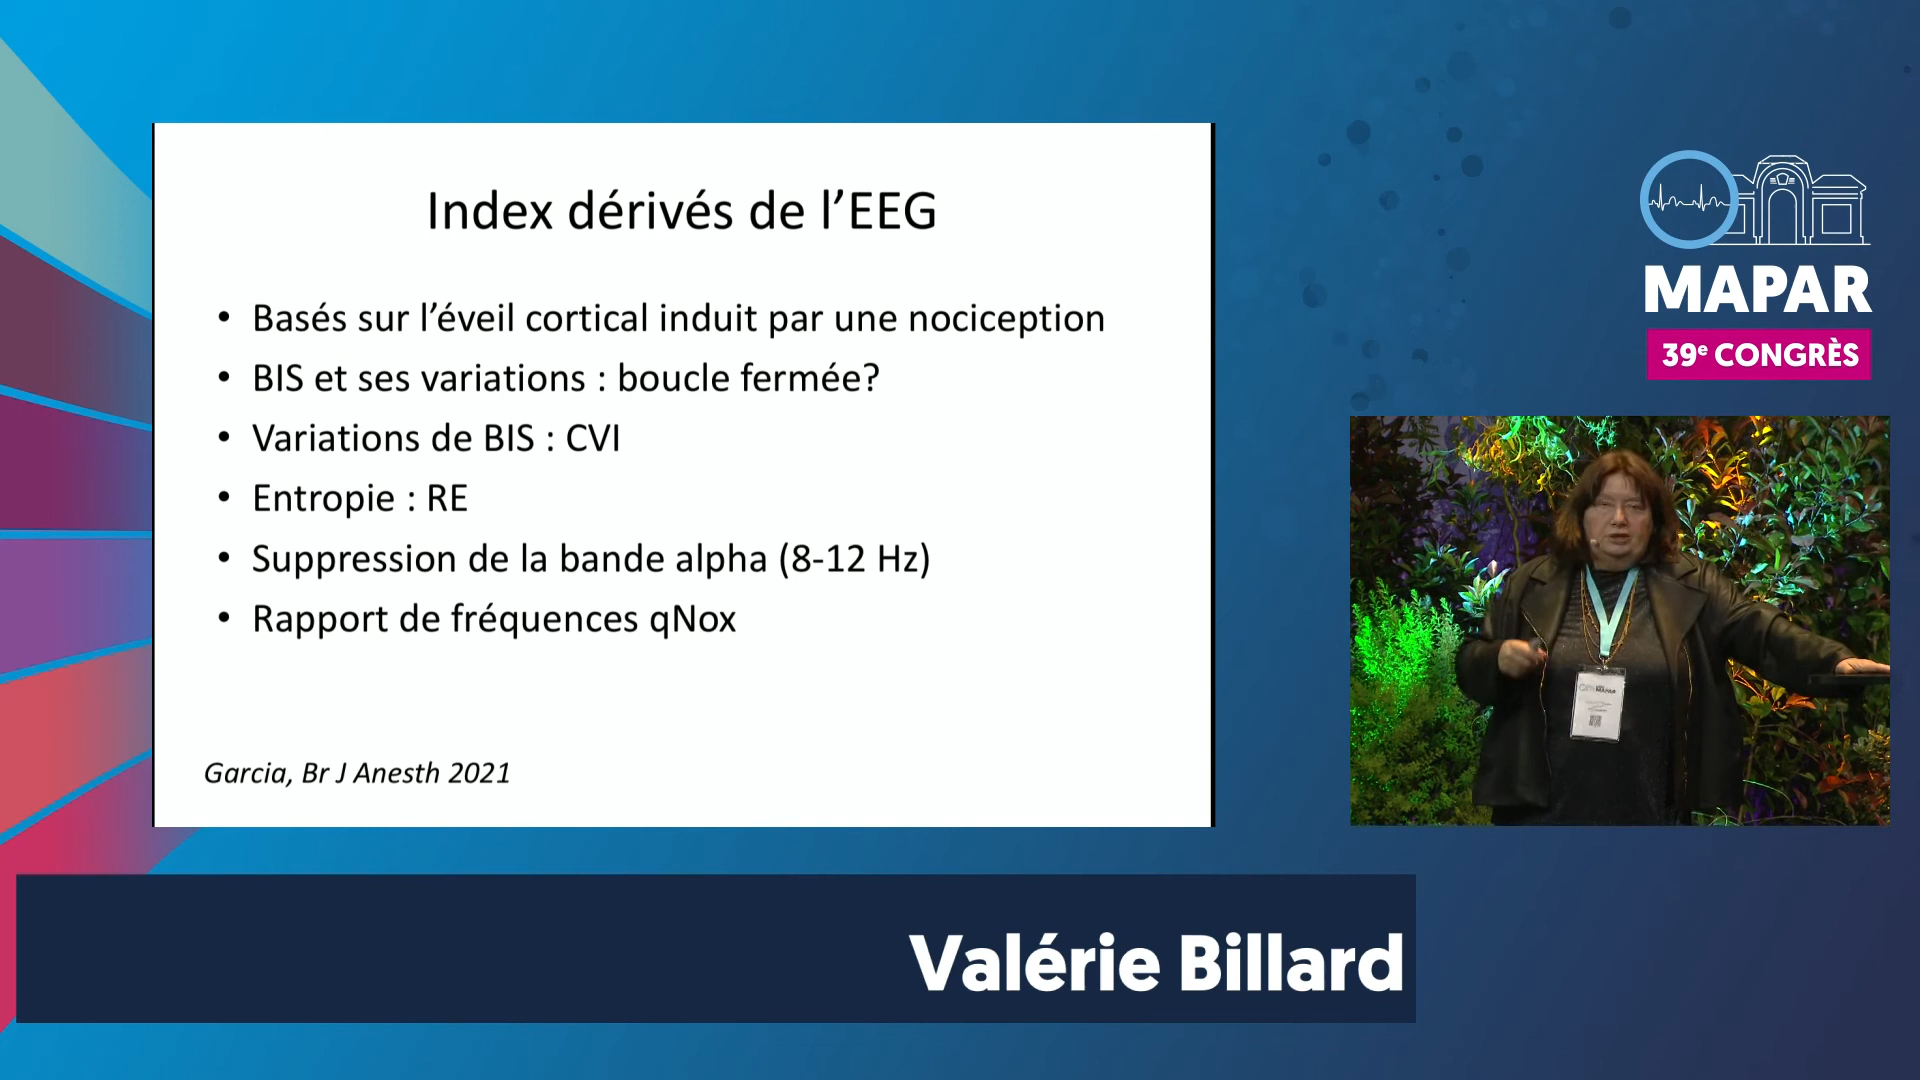 Index dérivés de l’EEG
• Basés sur l’éveil cortical induit par une nociception
• BIS et ses variations : boucle fermée?
• Variations de BIS : CVI
• Entropie : RE
• Suppression de la bande alpha (8-12 Hz)
• Rapport de fréquences qNox
Garcia, Br J Anesth 2021
MAPAR
39e CONGRÈS
Valérie Billard